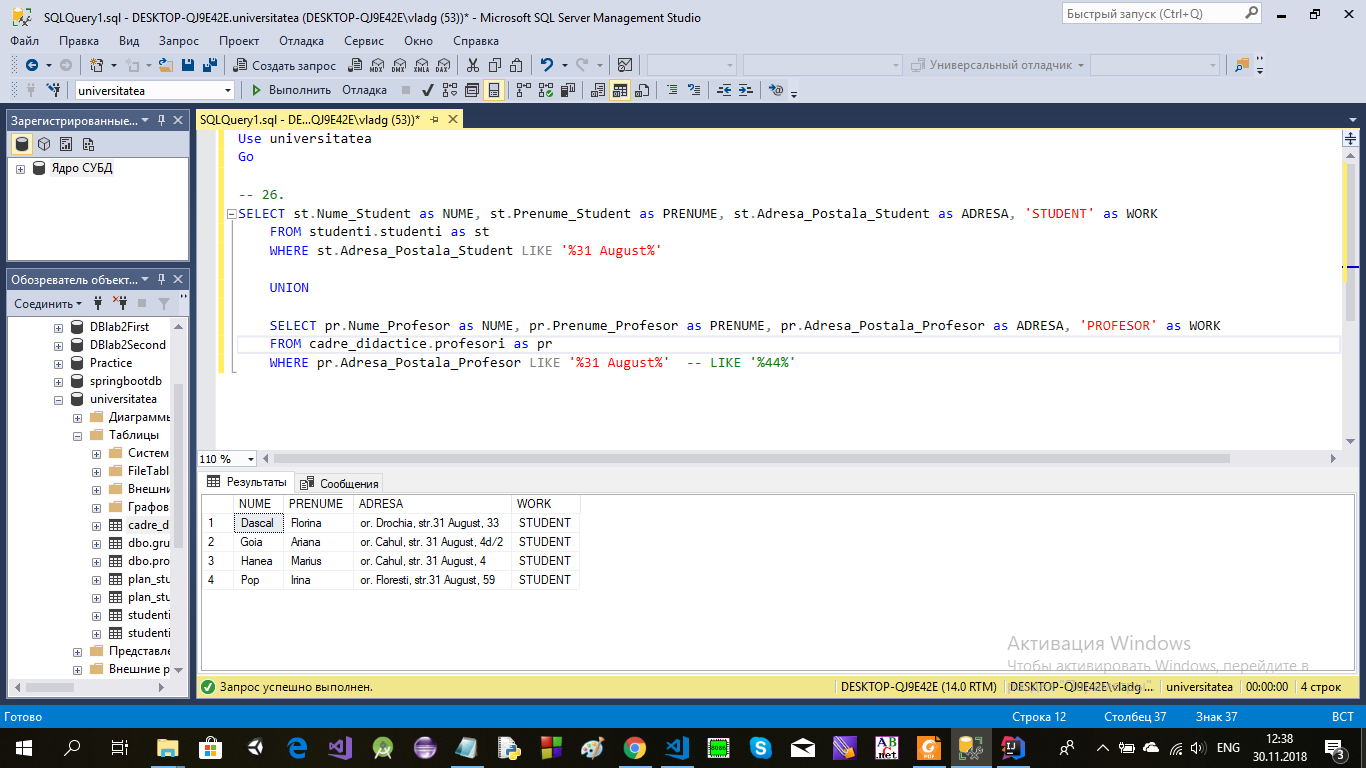 SQLQuery1.sql - DESKTOP-QJ9E42E.universitatea (DESKTOP-QJ9E42E\vladg (53))* - Microsoft SQL Server Management Studio
Быстрый запуск (Ctrl+Q)
Файл Правка Вид Запрос Проект Отладка Сервис Окно Справка
Создать запрос MDX DMX XMLA DAX Универсальный отладчик
universitatea Выполнить Отладка
Зарегистрированные...
Ядро СУБД
Обозреватель объект...
Соединить
DBlab2First
DBlab2Second
Practice
springbootdb
universitatea
Диаграммы
Таблицы
Систем
FileTabl
Внешни
Графов
cadre_d
dbo.gru
dbo.pro
plan_stu
plan_stu
studenti
studenti
Представле
Внешние р
SQLQuery1.sql - DE...QJ9E42E\vladg (53))*
Use universitatea
Go
-- 26.
SELECT st.Nume_Student as NUME, st.Prenume_Student as PRENUME, st.Adresa_Postala_Student as ADRESA, 'STUDENT' as WORK
FROM studenti.studenti as st
WHERE st.Adresa_Postala_Student LIKE '%31 August%'
UNION
SELECT pr.Nume_Profesor as NUME, pr.Prenume_Profesor as PRENUME, pr.Adresa_Postala_Profesor as ADRESA, 'PROFESOR' as WORK
FROM cadre_didactice.profesori as pr
WHERE pr.Adresa_Postala_Profesor LIKE '%31 August%' -- LIKE '%44%'
110 %
Результаты Сообщения
NUME PRENUME ADRESA WORK
1 Dascal Florina or. Drochia, str.31 August, 33 STUDENT
2 Goia Ariana or. Cahul, str. 31 August, 4d/2 STUDENT
3 Hanea Marius or. Cahul, str. 31 August, 4 STUDENT
4 Pop Irina or. Floresti, str.31 August, 59 STUDENT
Активация Windows
Чтобы активировать Windows, перейдите в
Запрос успешно выполнен. DESKTOP-QJ9E42E (14.0 RTM) DESKTOP-QJ9E42E\vladg ... universitatea 00:00:00 4 строк
Готово Строка 12 Столбец 37 Знак 37 ВСТ
ENG
12:38
30.11.2018
3